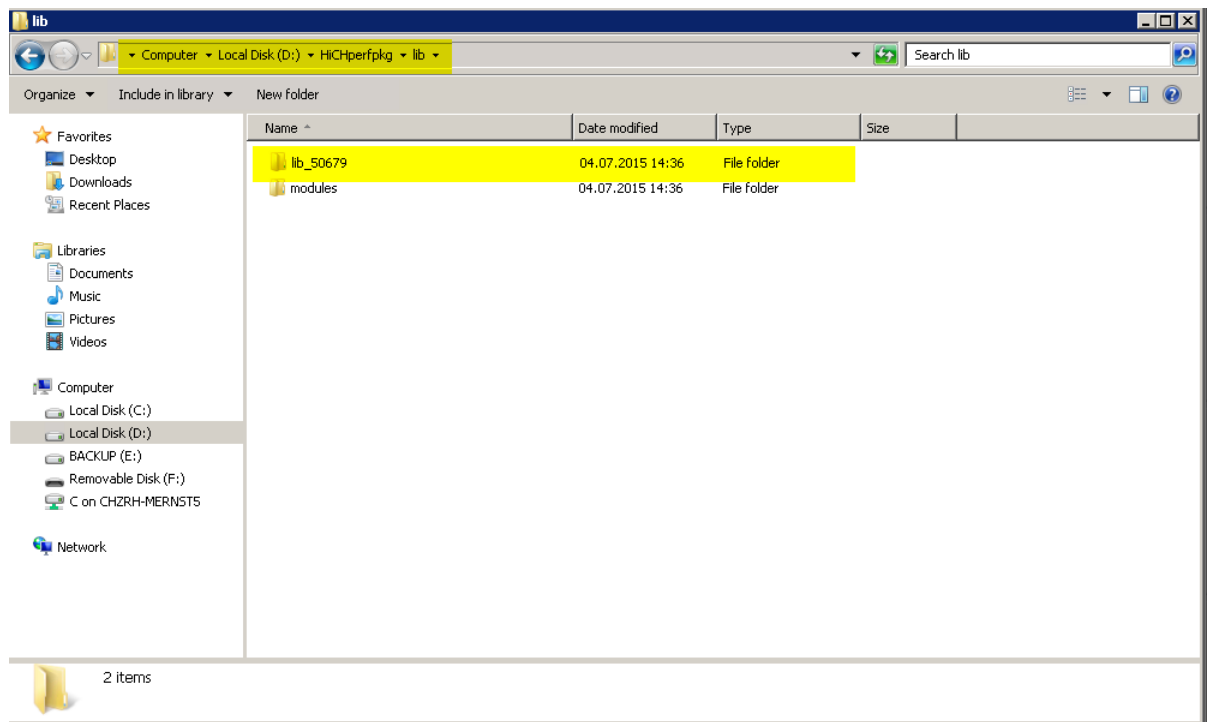 lib
Computer Local Disk (D:) HiCHperfpkg lib
Search lib
Organize Include in library New folder
Name Date modified Type Size
Favorites
Desktop
Downloads
Recent Places
Libraries
Documents
Music
Pictures
Videos
Computer
Local Disk (C:)
Local Disk (D:)
BACKUP (E:)
Removable Disk (F:)
C on CHZRH-MERNST5
Network
lib_50679 04.07.2015 14:36 File folder
modules 04.07.2015 14:36 File folder
2 items